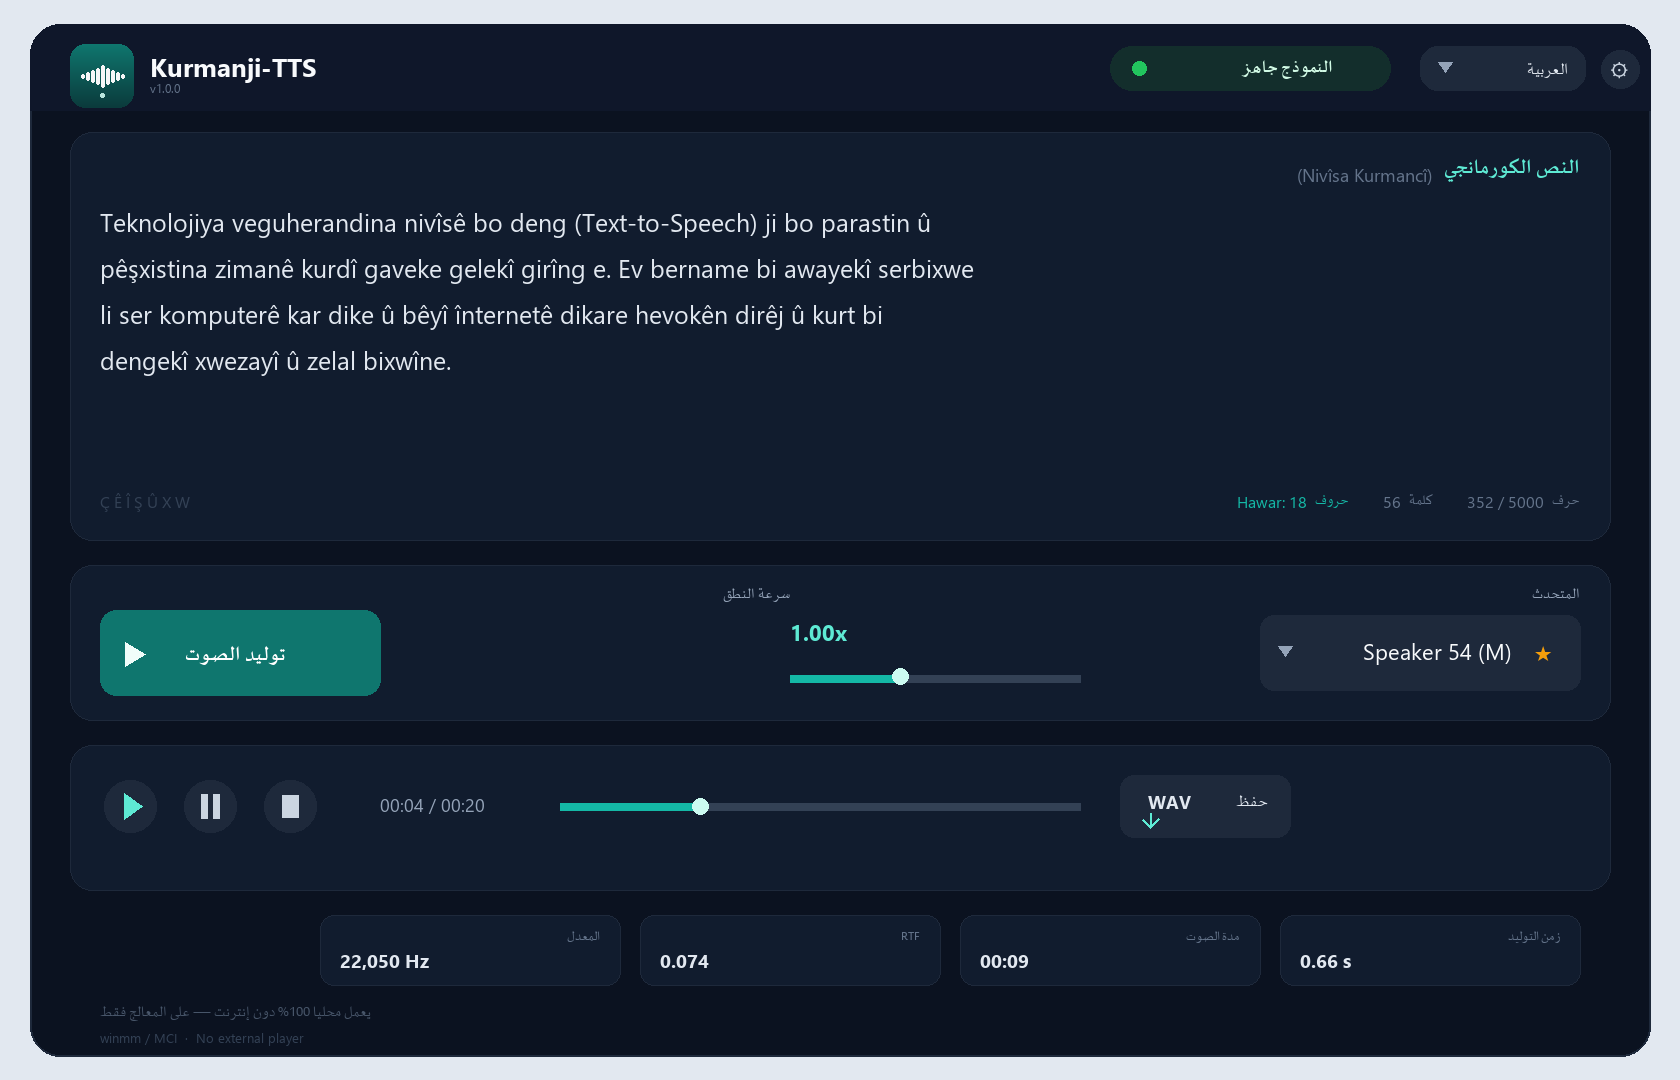 Kurmanji-TTS
v1.0.0
النموذج جاهز
العربية
النص الكورمانجي (Nivîsa Kurmancî)
Teknolojiya veguherandina nivîsê bo deng (Text-to-Speech) ji bo parastin û
pêşxistina zimanê kurdî gaveke gelekî girîng e. Ev bername bi awayekî serbixwe
li ser komputerê kar dike û bêyî înternetê dikare hevokên dirêj û kurt bi
dengekî xwezayî û zelal bixwîne.
Ç Ê Î Ş Û X W
حروف Hawar: 18
كلمة 56
حرف 352 / 5000
توليد الصوت
سرعة النطق
1.00x
المتحدث
Speaker 54 (M) ★
00:04 / 00:20
WAV حفظ
المعدل
22,050 Hz
RTF
0.074
مدة الصوت
00:09
زمن التوليد
0.66 s
يعمل محليا 100% دون إنترنت — على المعالج فقط
winmm / MCI · No external player